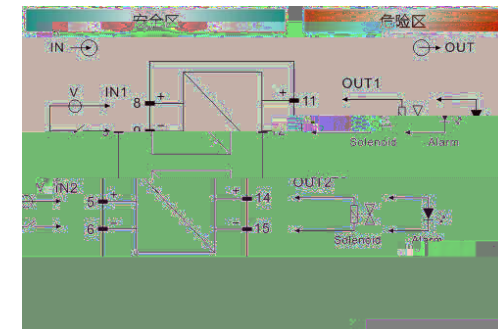 安全区 危险区
IN OUT
V IN1 8 + + 11 OUT1
Solenoid Alarm
V IN2 5 + + 14 OUT2
6 - - 15
Solenoid Alarm